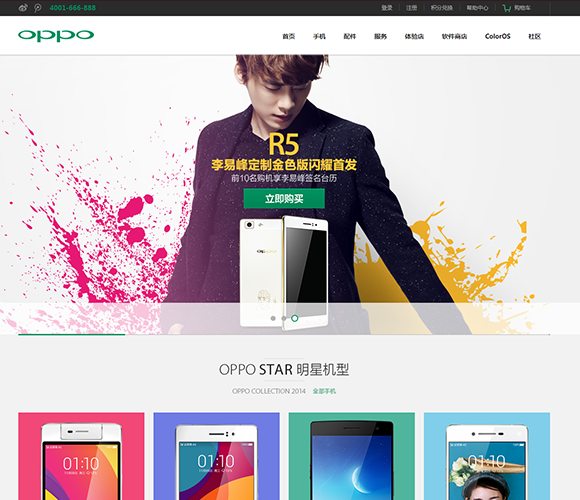 4001-666-888
登录 注册 积分兑换 帮助中心 购物车
oppo
首页 手机 配件 服务 体验店 软件商店 ColorOS 社区
R5
李易峰定制金色版闪耀首发
前10名购机享李易峰签名台历
立即购买
OPPO STAR 明星机型
OPPO COLLECTION 2014 全部手机
01:10 01:10 01:10 01:10